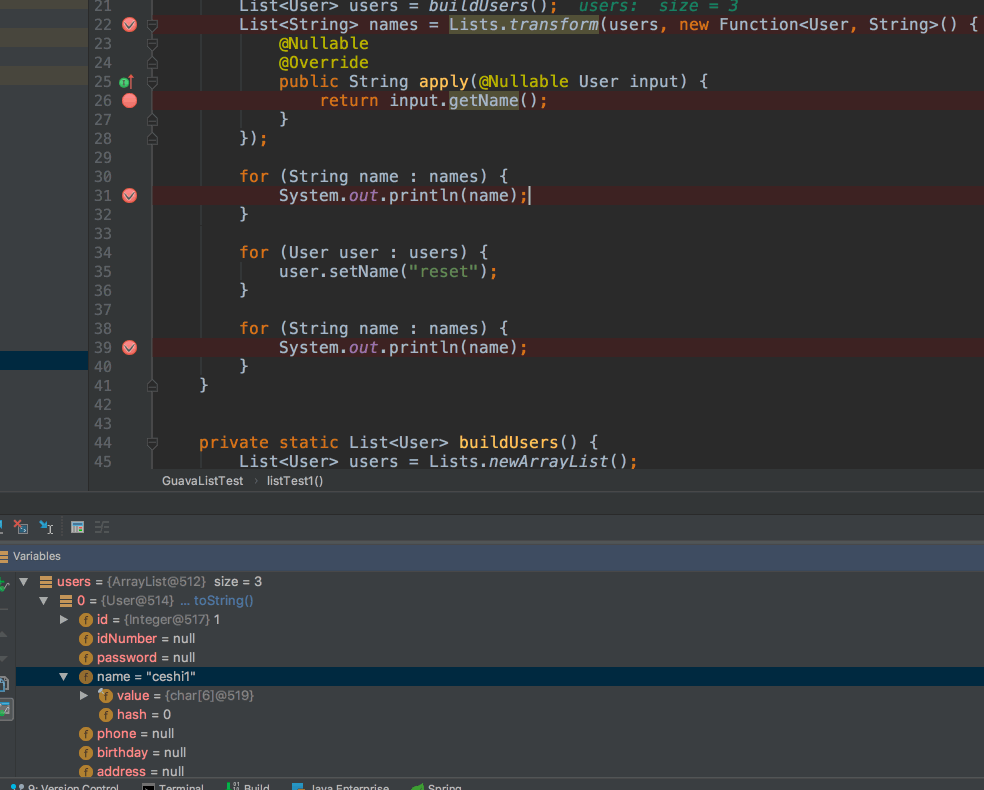 21 List<User> users = buildUsers(); users: size = 3
22 List<String> names = Lists.transform(users, new Function<User, String>() {
23 @Nullable
24 @Override
25 public String apply(@Nullable User input) {
26 return input.getName();
27 }
28 });
29
30 for (String name : names) {
31 System.out.println(name);
32 }
33
34 for (User user : users) {
35 user.setName("reset");
36 }
37
38 for (String name : names) {
39 System.out.println(name);
40 }
41 }
42
43
44 private static List<User> buildUsers() {
45 List<User> users = Lists.newArrayList();
GuavaListTest › listTest1()
Variables
users = {ArrayList@512} size = 3
0 = {User@514} ... toString()
id = {Integer@517} 1
idNumber = null
password = null
name = "ceshi1"
value = {char[6]@519}
hash = 0
phone = null
birthday = null
address = null
9: Version Control Terminal Build Java Enterprise Spring